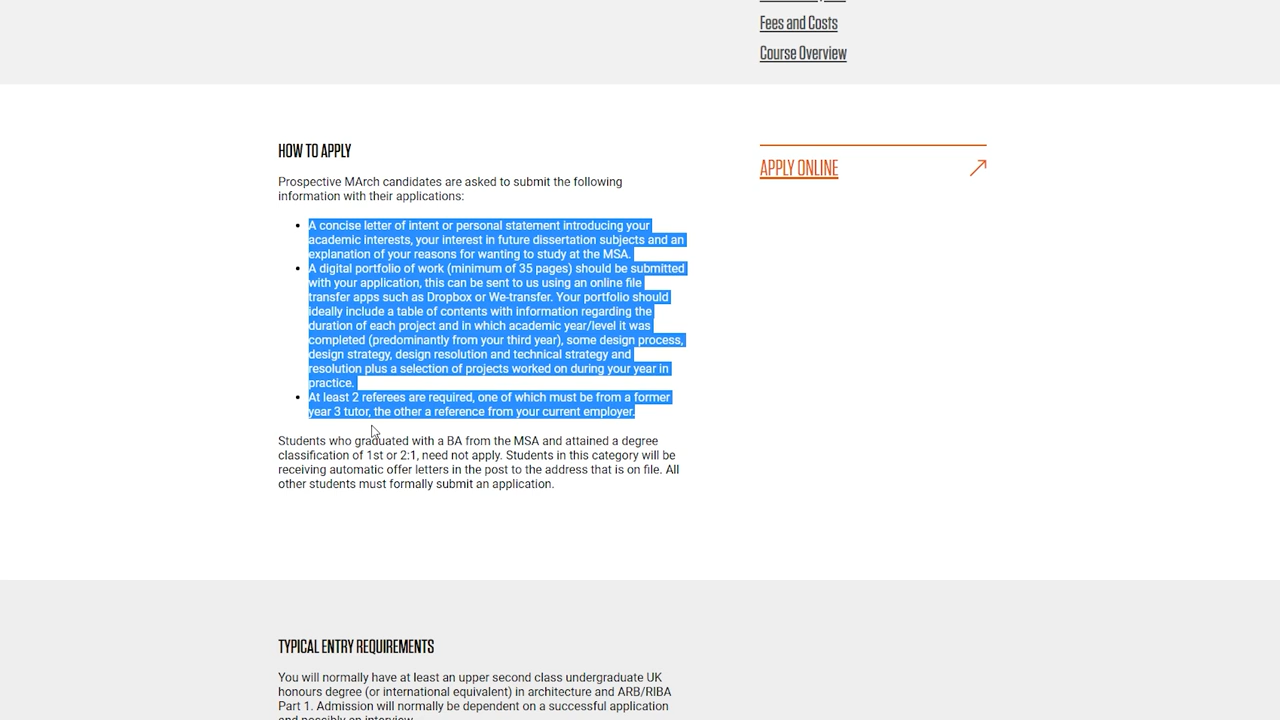 Fees and Costs
Course Overview
HOW TO APPLY
APPLY ONLINE
Prospective MArch candidates are asked to submit the following
information with their applications:
A concise letter of intent or personal statement introducing your
academic interests, your interest in future dissertation subjects and an
explanation of your reasons for wanting to study at the MSA.
A digital portfolio of work (minimum of 35 pages) should be submitted
with your application, this can be sent to us using an online file
transfer apps such as Dropbox or We-transfer. Your portfolio should
ideally include a table of contents with information regarding the
duration of each project and in which academic year/level it was
completed (predominantly from your third year), some design process,
design strategy, design resolution and technical strategy and
resolution plus a selection of projects worked on during your year in
practice.
At least 2 referees are required, one of which must be from a former
year 3 tutor, the other a reference from your current employer.
Students who graduated with a BA from the MSA and attained a degree
classification of 1st or 2:1, need not apply. Students in this category will be
receiving automatic offer letters in the post to the address that is on file. All
other students must formally submit an application.
TYPICAL ENTRY REQUIREMENTS
You will normally have at least an upper second class undergraduate UK
honours degree (or international equivalent) in architecture and ARB/RIBA
Part 1. Admission will normally be dependent on a successful application
and possibly an interview.